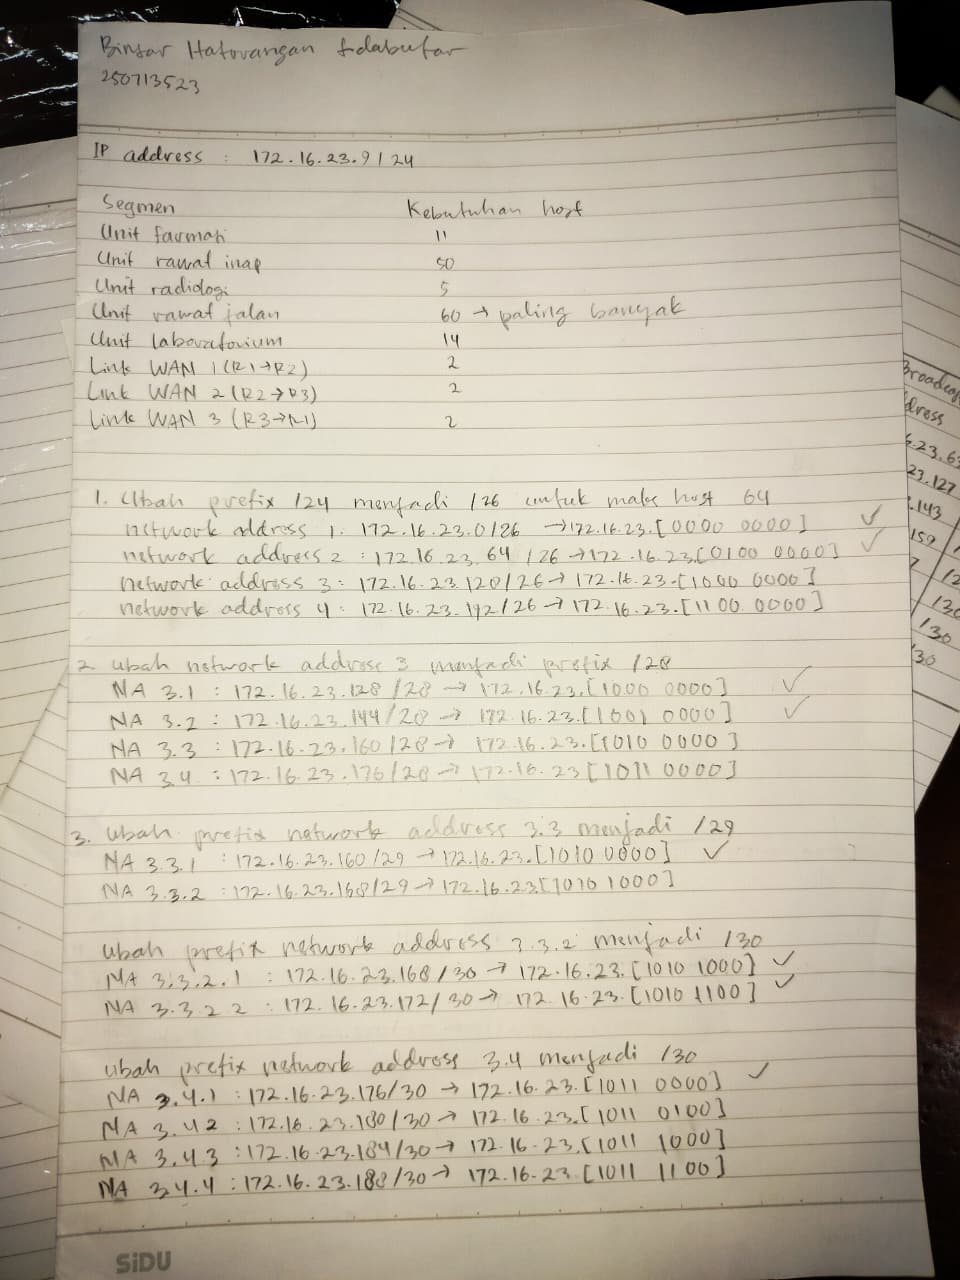 Binsar Hatorangan Sidabutar
250713523
IP address : 172.16.23.9/24
Segmen Kebutuhan host
Unit farmasi 11
Unit rawat inap 50
Unit radiologi 5
Unit rawat jalan 60 → paling banyak
Unit laboratorium 14
Link WAN 1 (R1→R2) 2
Link WAN 2 (R2→R3) 2
Link WAN 3 (R3→R1) 2
1. Ubah prefix /24 menjadi /26 untuk maks host 64
network address 1 : 172.16.23.0/26 → 172.16.23.[0000 0000] ✓
network address 2 : 172.16.23.64/26 → 172.16.23[0100 0000] ✓
network address 3 : 172.16.23.128/26 → 172.16.23.[1000 0000]
network address 4 : 172.16.23.192/26 → 172.16.23.[1100 0000]
2. ubah network address 3 menjadi prefix /28
NA 3.1 : 172.16.23.128/28 → 172.16.23.[1000 0000] ✓
NA 3.2 : 172.16.23.144/28 → 172.16.23.[1001 0000] ✓
NA 3.3 : 172.16.23.160/28 → 172.16.23.[1010 0000]
NA 3.4 : 172.16.23.176/28 → 172.16.23[1011 0000]
3. Ubah prefix network address 3.3 menjadi /29
NA 3.3.1 : 172.16.23.160/29 → 172.16.23.[1010 0000] ✓
NA 3.3.2 : 172.16.23.168/29 → 172.16.23[1010 1000]
ubah prefix network address 3.3.2 menjadi /30
NA 3.3.2.1 : 172.16.23.168/30 → 172.16.23.[1010 1000] ✓
NA 3.3.2.2 : 172.16.23.172/30 → 172.16.23.[1010 1100] ✓
ubah prefix network address 3.4 menjadi /30
NA 3.4.1 : 172.16.23.176/30 → 172.16.23.[1011 0000] ✓
NA 3.4.2 : 172.16.23.180/30 → 172.16.23.[1011 0100]
NA 3.4.3 : 172.16.23.184/30 → 172.16.23.[1011 1000]
NA 3.4.4 : 172.16.23.188/30 → 172.16.23.[1011 1100]
SiDU
Broadcas
dress
.23.63
23.127
.143
159
/30
/30